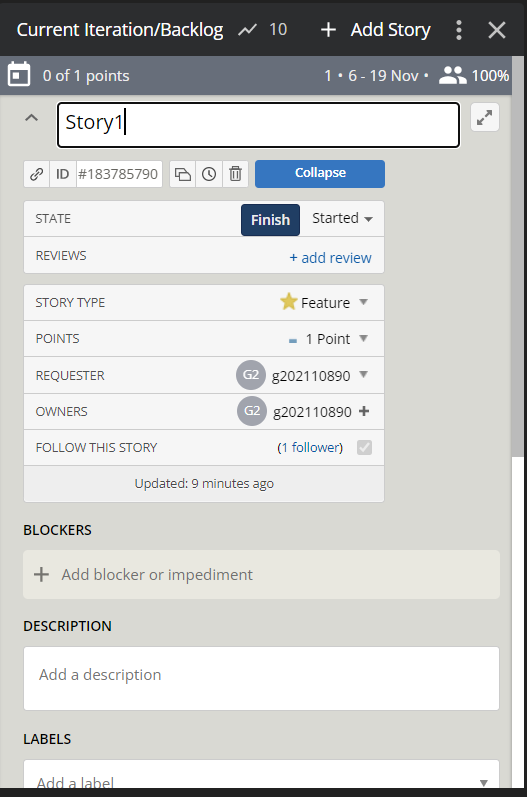 Current Iteration/Backlog 10 + Add Story
0 of 1 points 1 • 6 - 19 Nov • 100%
Story1
ID #183785790 Collapse
STATE Finish Started
REVIEWS + add review
STORY TYPE Feature
POINTS 1 Point
REQUESTER G2 g202110890
OWNERS G2 g202110890 +
FOLLOW THIS STORY (1 follower)
Updated: 9 minutes ago
BLOCKERS
+ Add blocker or impediment
DESCRIPTION
Add a description
LABELS
Add a label